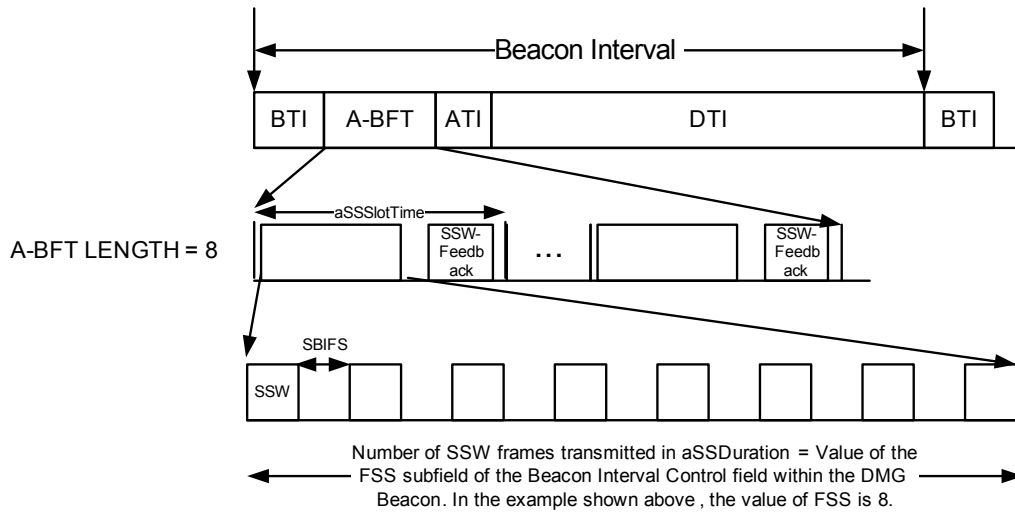 Beacon Interval
BTI A-BFT ATI DTI BTI
aSSSlotTime
A-BFT LENGTH = 8
SSW-
Feedb
ack
...
SSW-
Feedb
ack
SBIFS
SSW
Number of SSW frames transmitted in aSSDuration = Value of the
FSS subfield of the Beacon Interval Control field within the DMG
Beacon. In the example shown above , the value of FSS is 8.